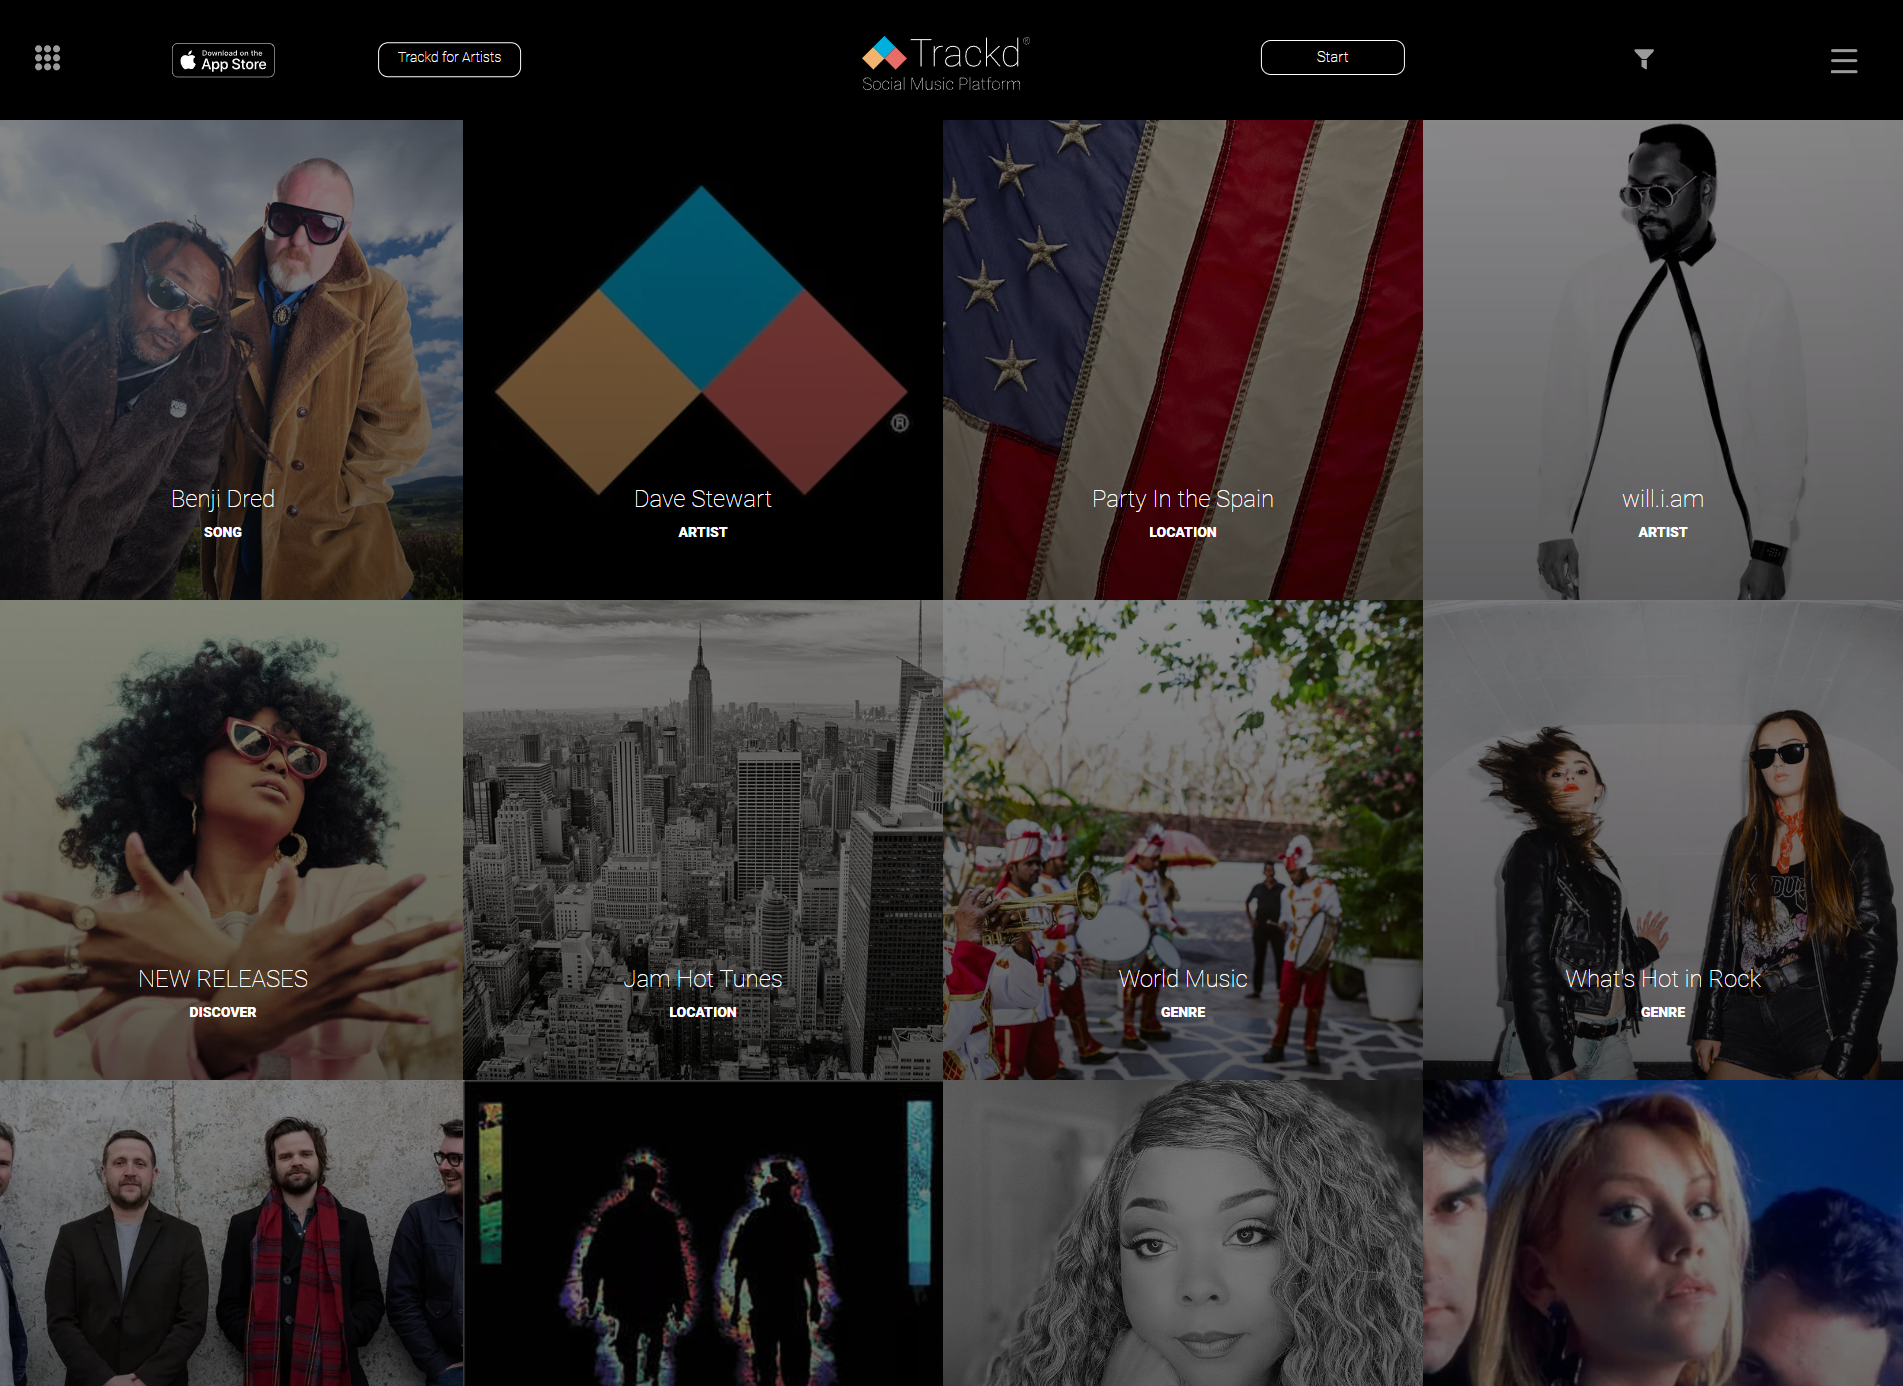 Download on the
App Store
Trackd for Artists
Trackd®
Social Music Platform
Start
Benji Dred
SONG
®
Dave Stewart
ARTIST
Party In the Spain
LOCATION
will.i.am
ARTIST
NEW RELEASES
DISCOVER
Jam Hot Tunes
LOCATION
World Music
GENRE
What's Hot in Rock
GENRE